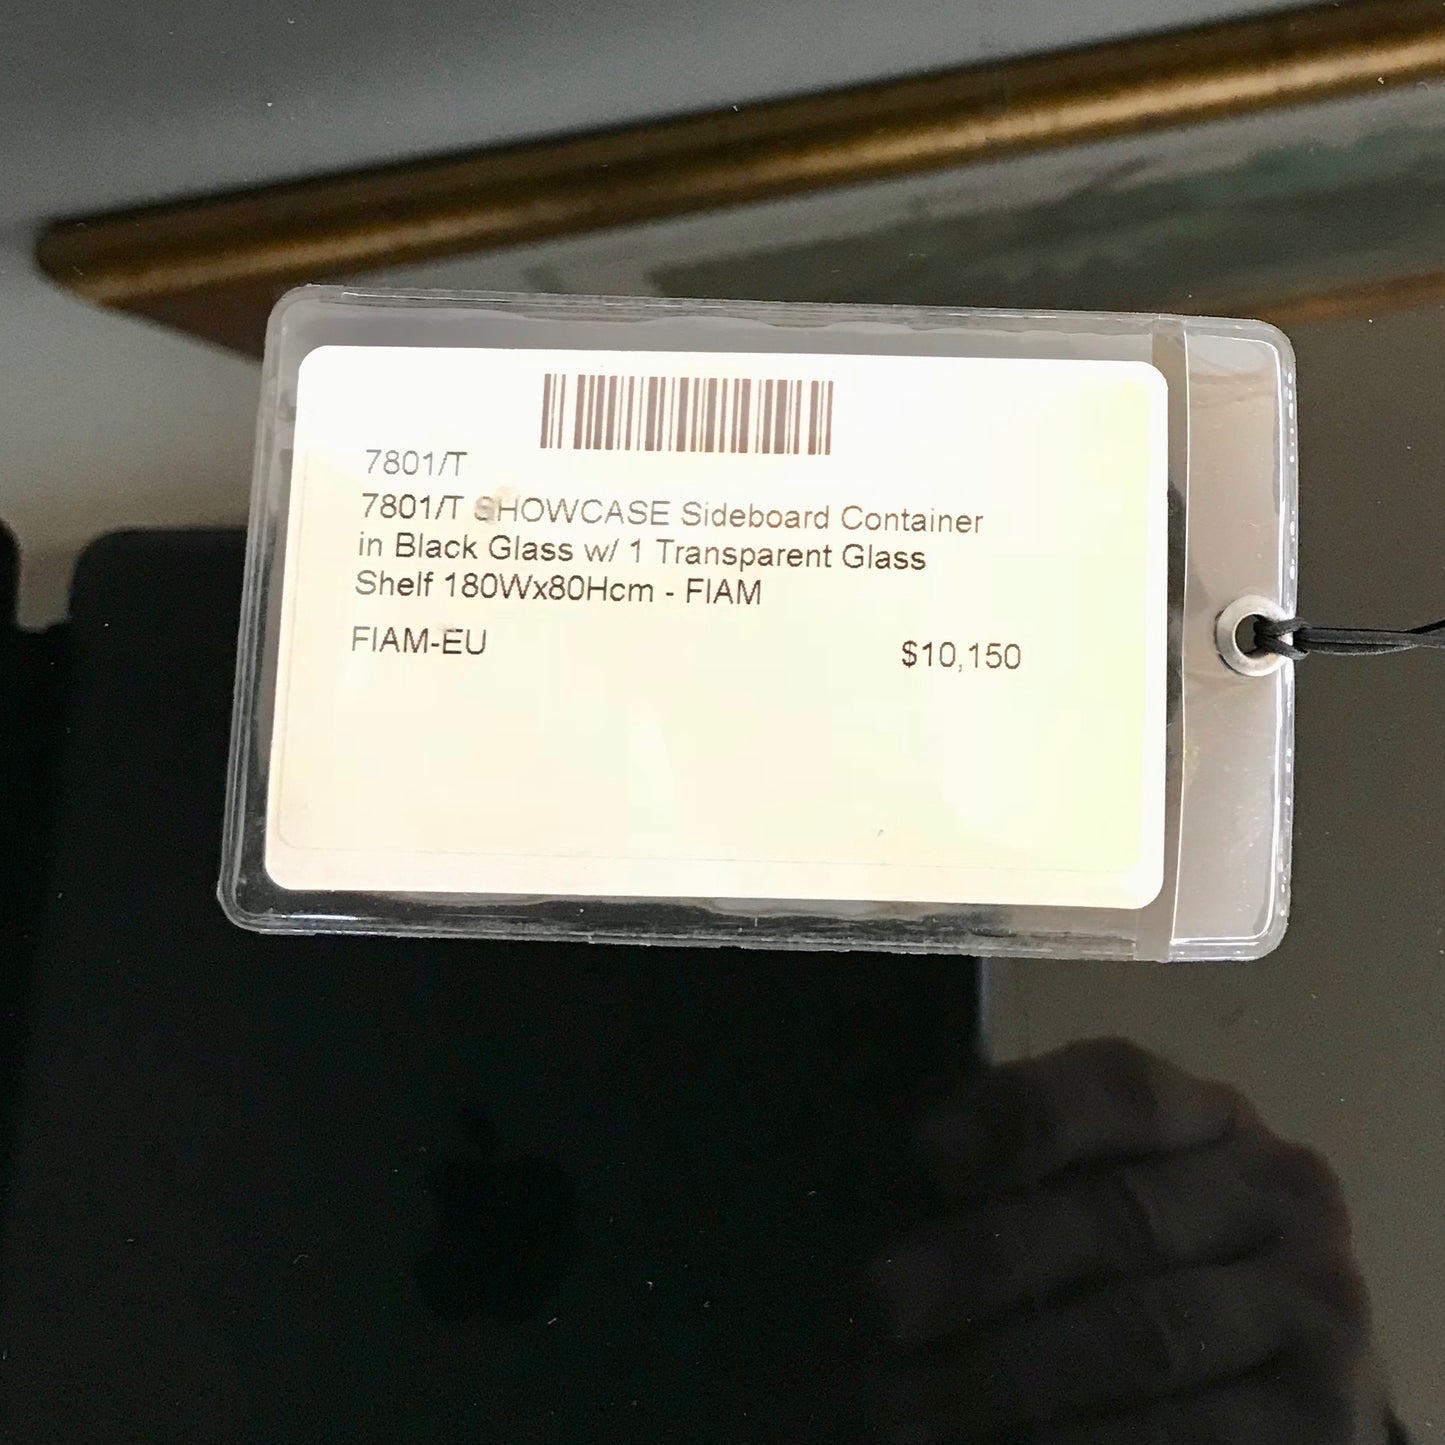 7801/T
7801/T SHOWCASE Sideboard Container
in Black Glass w/ 1 Transparent Glass
Shelf 180Wx80Hcm - FIAM
FIAM-EU $10,150